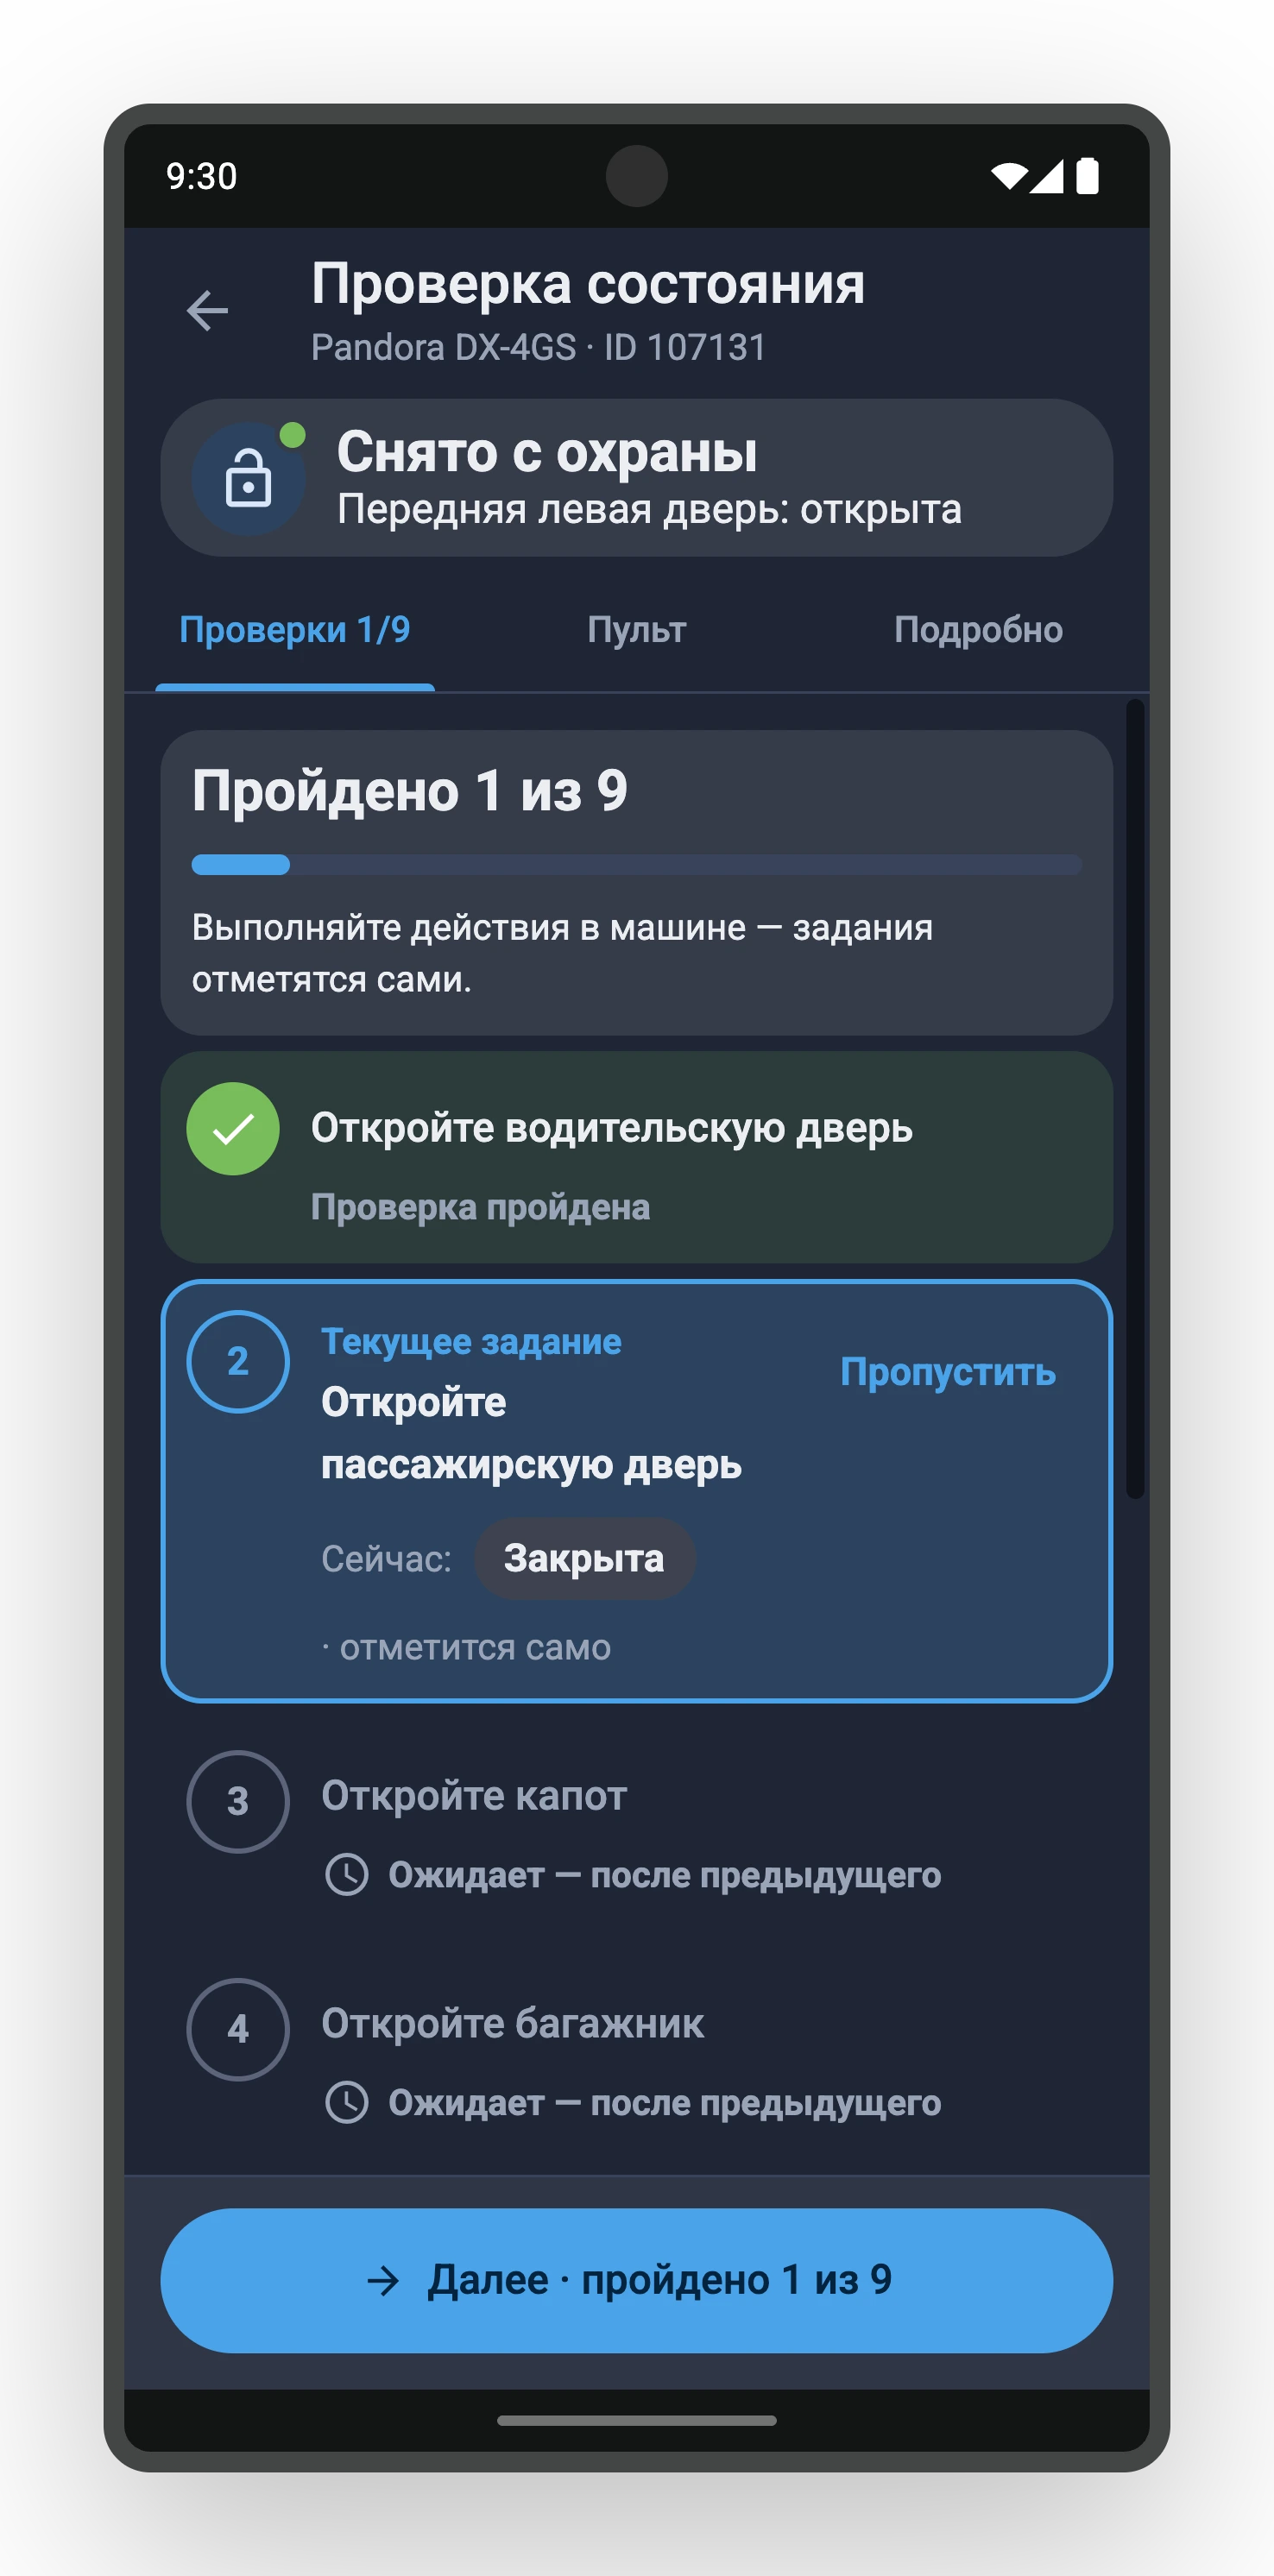 9:30
Проверка состояния
Pandora DX-4GS · ID 107131
Снято с охраны
Передняя левая дверь: открыта
Проверки 1/9
Пульт
Подробно
Пройдено 1 из 9
Выполняйте действия в машине — задания
отметятся сами.
Откройте водительскую дверь
Проверка пройдена
2
Текущее задание
Откройте
пассажирскую дверь
Пропустить
Сейчас: Закрыта
· отметится само
3
Откройте капот
Ожидает — после предыдущего
4
Откройте багажник
Ожидает — после предыдущего
Далее · пройдено 1 из 9